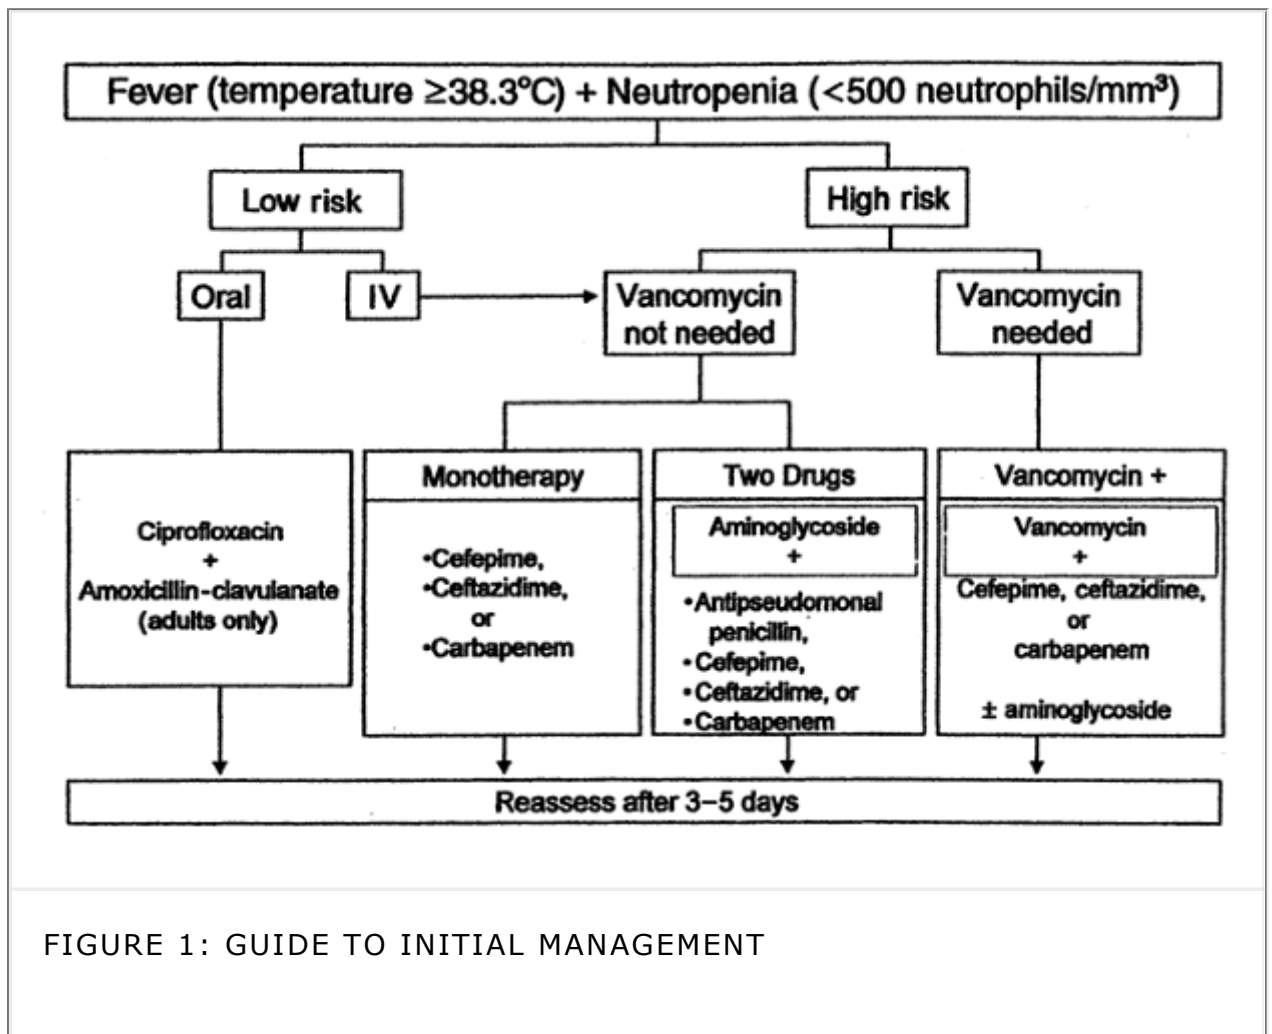 Fever (temperature ≥38.3°C) + Neutropenia (<500 neutrophils/mm³)
Low risk
High risk
Oral
IV
Vancomycin
not needed
Vancomycin
needed
Ciprofloxacin
+
Amoxicillin-clavulanate
(adults only)
Monotherapy
•Cefepime,
•Ceftazidime,
or
•Carbapenem
Two Drugs
Aminoglycoside
+
•Antipseudomonal
penicillin,
•Cefepime,
•Ceftazidime, or
•Carbapenem
Vancomycin +
Vancomycin
+
Cefepime, ceftazidime,
or
carbapenem
± aminoglycoside
Reassess after 3–5 days
FIGURE 1: GUIDE TO INITIAL MANAGEMENT